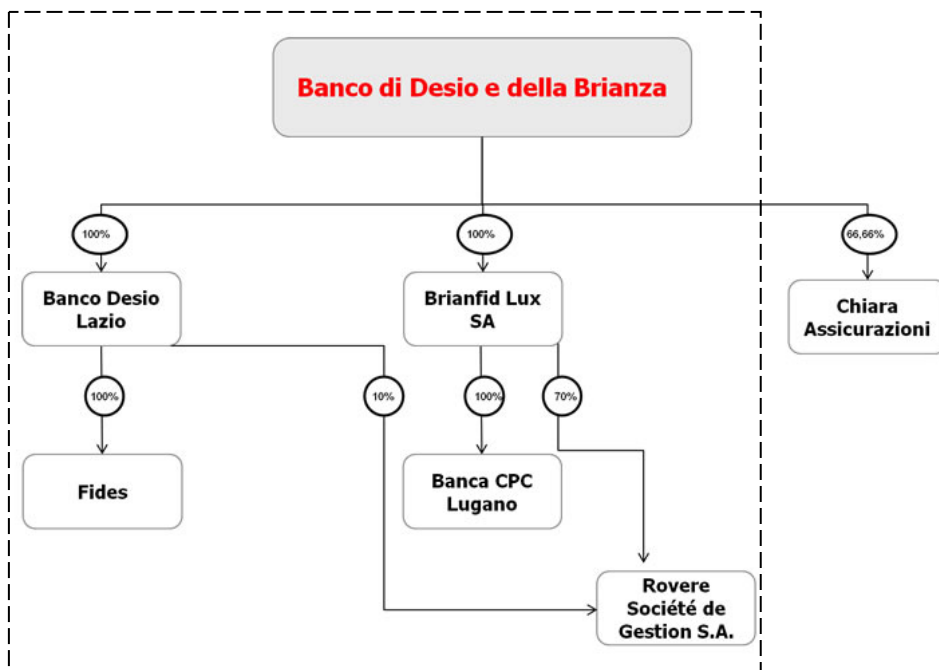 Banco di Desio e della Brianza
100%
100%
66,66%
Banco Desio
Lazio
Brianfid Lux
SA
Chiara
Assicurazioni
100%
10%
100%
70%
Fides
Banca CPC
Lugano
Rovere
Société de
Gestion S.A.